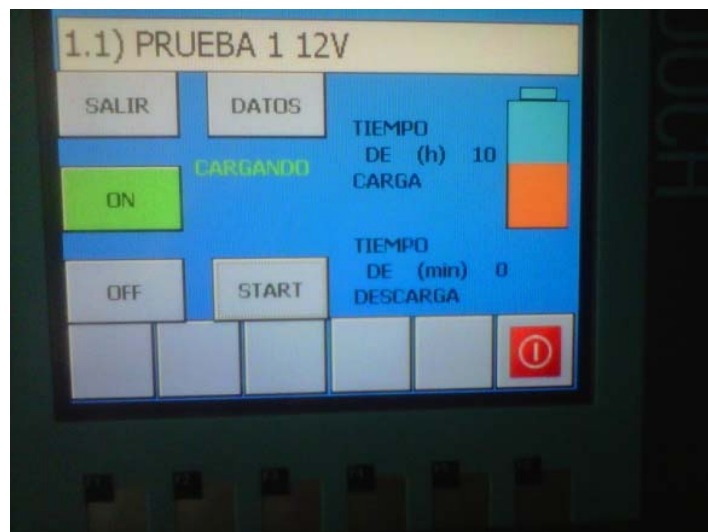 1.1) PRUEBA 1 12V
SALIR
DATOS
TIEMPO
DE (h) 10
CARGA
CARGANDO
ON
TIEMPO
DE (min) 0
DESCARGA
OFF
START